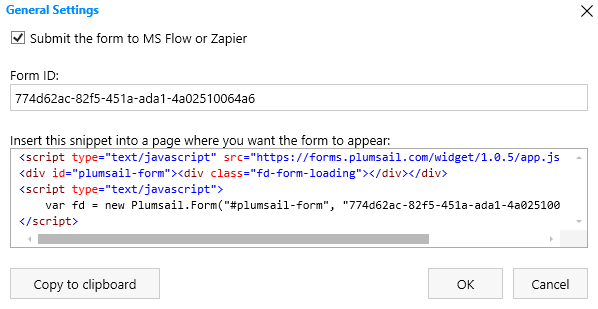 General Settings
Submit the form to MS Flow or Zapier
Form ID:
774d62ac-82f5-451a-ada1-4a02510064a6
Insert this snippet into a page where you want the form to appear:
<script type="text/javascript" src="https://forms.plumsail.com/widget/1.0.5/app.js
<div id="plumsail-form"><div class="fd-form-loading"></div></div>
<script type="text/javascript">
var fd = new Plumsail.Form("#plumsail-form", "774d62ac-82f5-451a-ada1-4a025100
</script>
Copy to clipboard
OK
Cancel